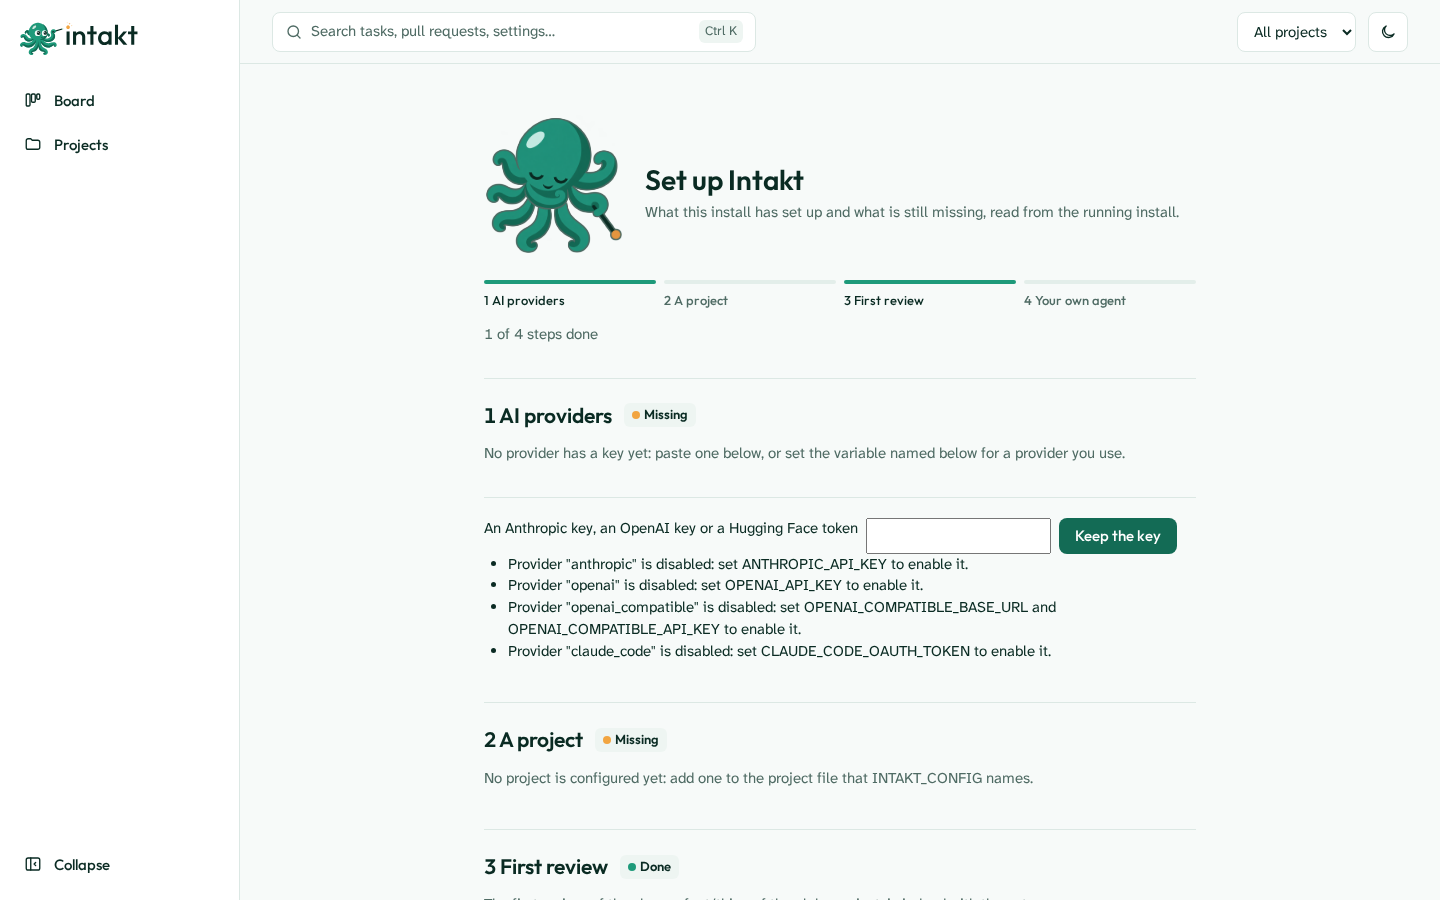 intakt
Search tasks, pull requests, settings...
Ctrl K
All projects
Board
Projects
Set up Intakt
What this install has set up and what is still missing, read from the running install.
1 AI providers
2 A project
3 First review
4 Your own agent
1 of 4 steps done
1 AI providers
Missing
No provider has a key yet: paste one below, or set the variable named below for a provider you use.
An Anthropic key, an OpenAI key or a Hugging Face token
Keep the key
Provider "anthropic" is disabled: set ANTHROPIC_API_KEY to enable it.
Provider "openai" is disabled: set OPENAI_API_KEY to enable it.
Provider "openai_compatible" is disabled: set OPENAI_COMPATIBLE_BASE_URL and
OPENAI_COMPATIBLE_API_KEY to enable it.
Provider "claude_code" is disabled: set CLAUDE_CODE_OAUTH_TOKEN to enable it.
2 A project
Missing
No project is configured yet: add one to the project file that INTAKT_CONFIG names.
Collapse
3 First review
Done